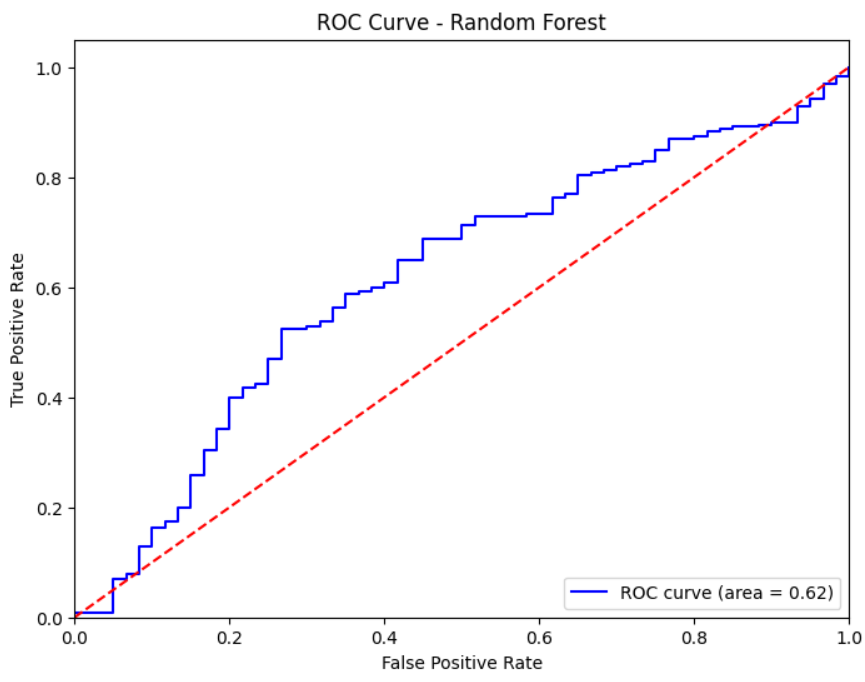 ROC Curve - Random Forest
1.0
0.8
0.6
0.4
0.2
0.0
True Positive Rate
ROC curve (area = 0.62)
0.0 0.2 0.4 0.6 0.8 1.0
False Positive Rate